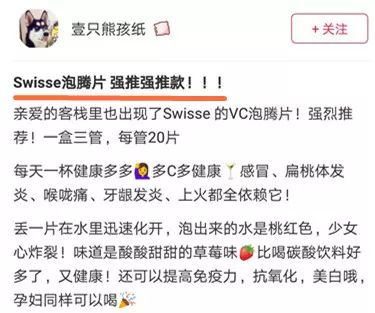 壹只熊孩纸
+关注
Swisse泡腾片 强推强推款！！！
亲爱的客栈里也出现了Swisse 的VC泡腾片！强烈推
荐！一盒三管，每管20片
每天一杯健康多多🙋‍♀️多C多健康🍸感冒、扁桃体发
炎、喉咙痛、牙龈发炎、上火都全依赖它！
丢一片在水里迅速化开，泡出来的水是桃红色，少女
心炸裂！味道是酸酸甜甜的草莓味🍓比喝碳酸饮料好
多了，又健康！还可以提高免疫力，抗氧化，美白哦，
孕妇同样可以喝🎉